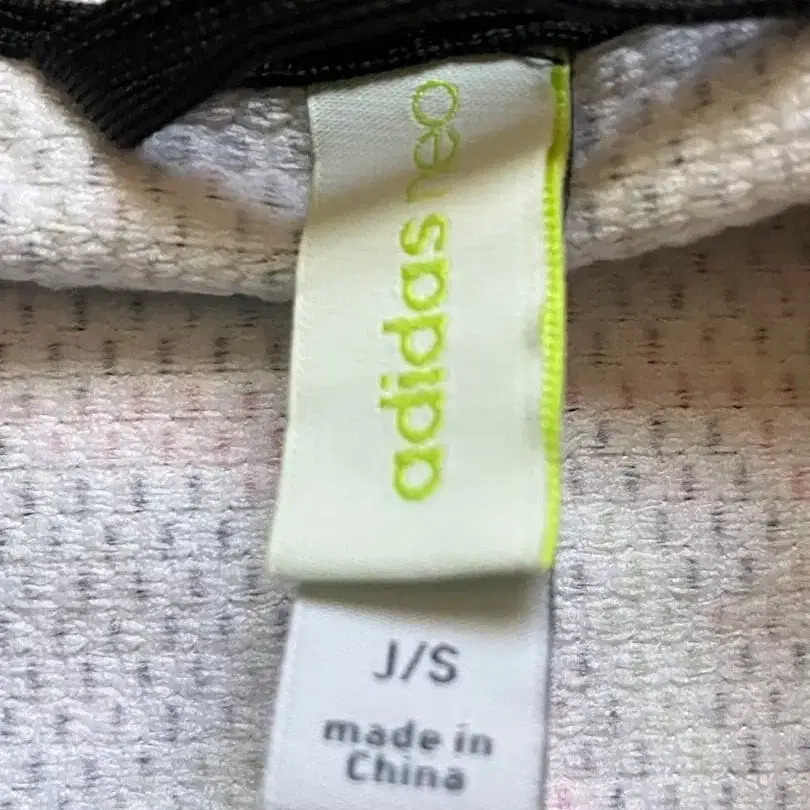 adidas neo
J/S
made in
China